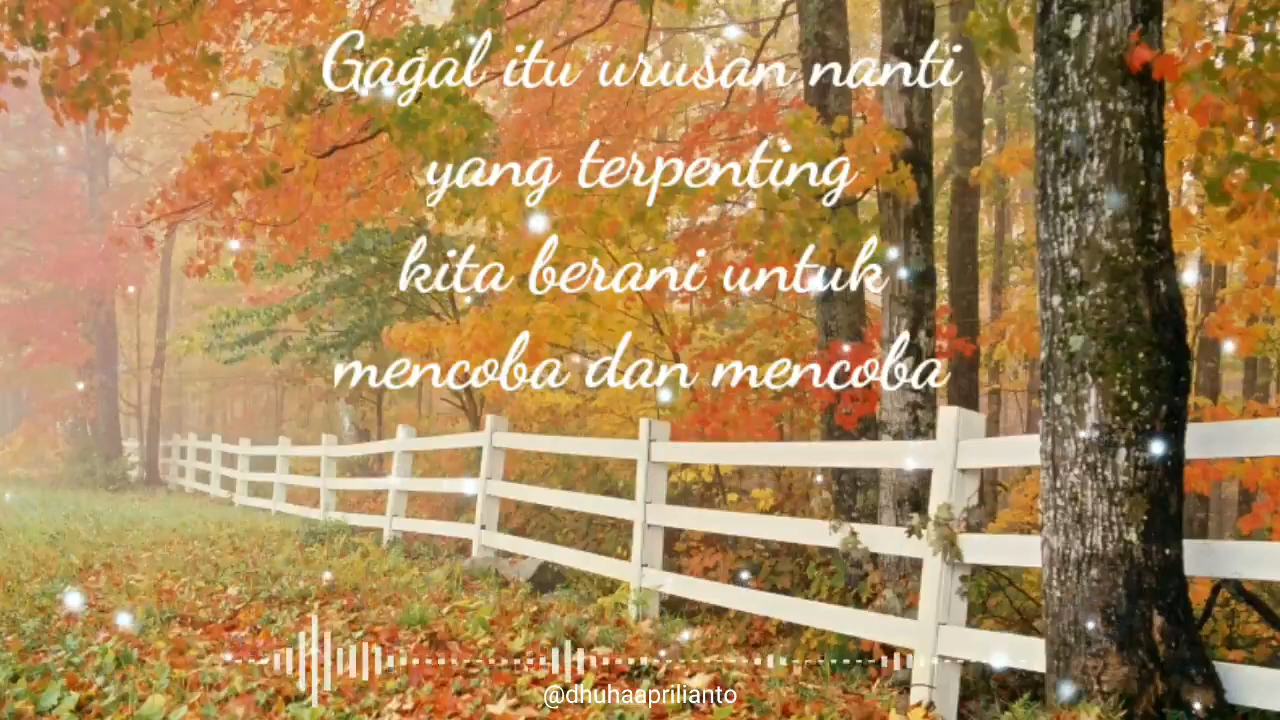 Gagal itu urusan nanti
yang terpenting
kita berani untuk
mencoba dan mencoba
@dhuhaaprilianto